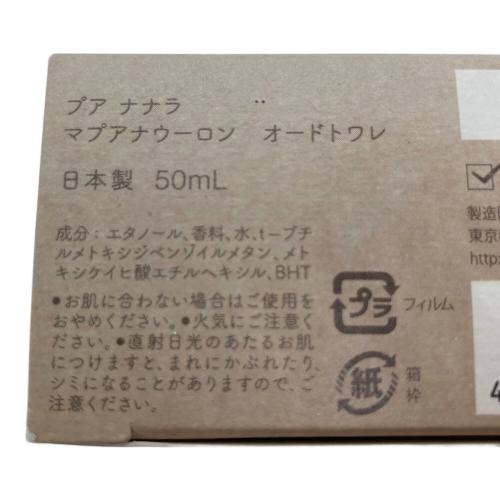 プア ナナラ ¨
マプアナウーロン オードトワレ
日本製 50mL
成分：エタノール、香料、水、t-ブチ
ルメトキシジベンゾイルメタン、メト
キシケイヒ酸エチルヘキシル、BHT
●お肌に合わない場合はご使用を
おやめください。●火気にご注意くだ
さい。●直射日光のあたるお肌
につけますと、まれにかぶれたり、
シミになることがありますので、ご
注意ください。
プラ フィルム
紙 箱 枠
製造
東京
http:
4